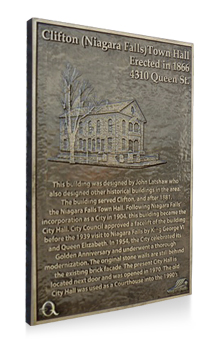 Clifton (Niagara Falls) Town Hall
Erected in 1866
4310 Queen St.
This building was designed by John Latshaw who
also designed other historical buildings in the area.
The building served Clifton, and after 1881,
the Niagara Falls Town Hall. Following Niagara Falls'
incorporation as a City in 1904, this building became the
City Hall. City Council approved a facelift of the building
before the 1939 visit to Niagara Falls by King George VI
and Queen Elizabeth. In 1954, the City celebrated its
Golden Anniversary and underwent a thorough
modernization. The original stone walls are still behind
the existing brick facade. The present City Hall is
located next door and was opened in 1970. The old
City Hall was used as a Courthouse into the 1990's.